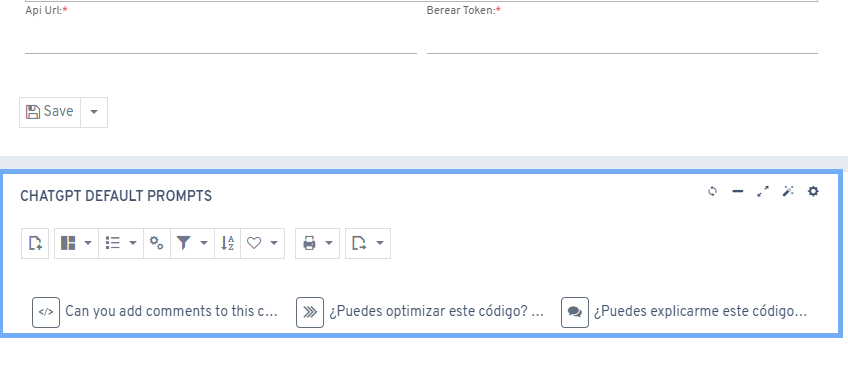 Api Url:*
Berear Token:*
Save
CHATGPT DEFAULT PROMPTS
Can you add comments to this c...
¿Puedes optimizar este código? ...
¿Puedes explicarme este código...